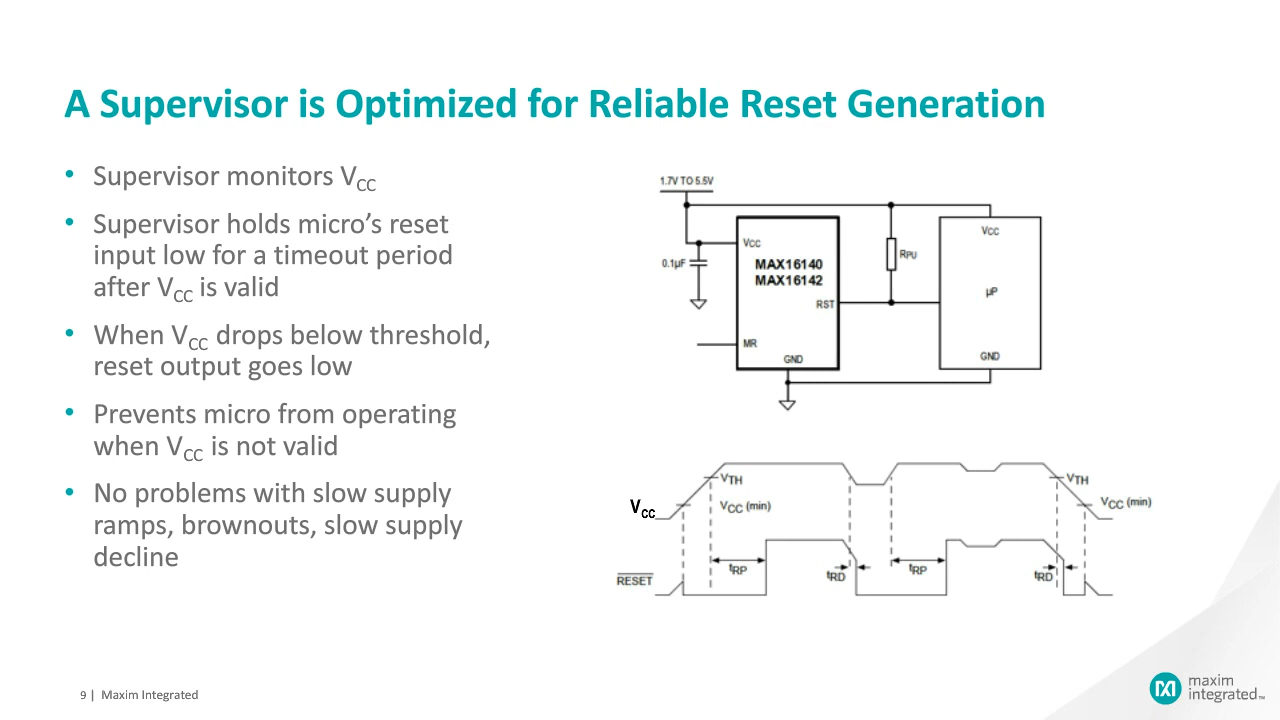 A Supervisor is Optimized for Reliable Reset Generation
• Supervisor monitors VCC
• Supervisor holds micro’s reset
input low for a timeout period
after VCC is valid
• When VCC drops below threshold,
reset output goes low
• Prevents micro from operating
when VCC is not valid
• No problems with slow supply
ramps, brownouts, slow supply
decline
1.7V TO 5.5V
VCC
0.1µF
MAX16140
MAX16142
RST
MR
GND
RPU
VCC
µP
GND
VTH
VCC (min)
VCC
VTH
VCC (min)
tRP
tRD
tRP
tRD
RESET
9 | Maxim Integrated
maxim
integrated™